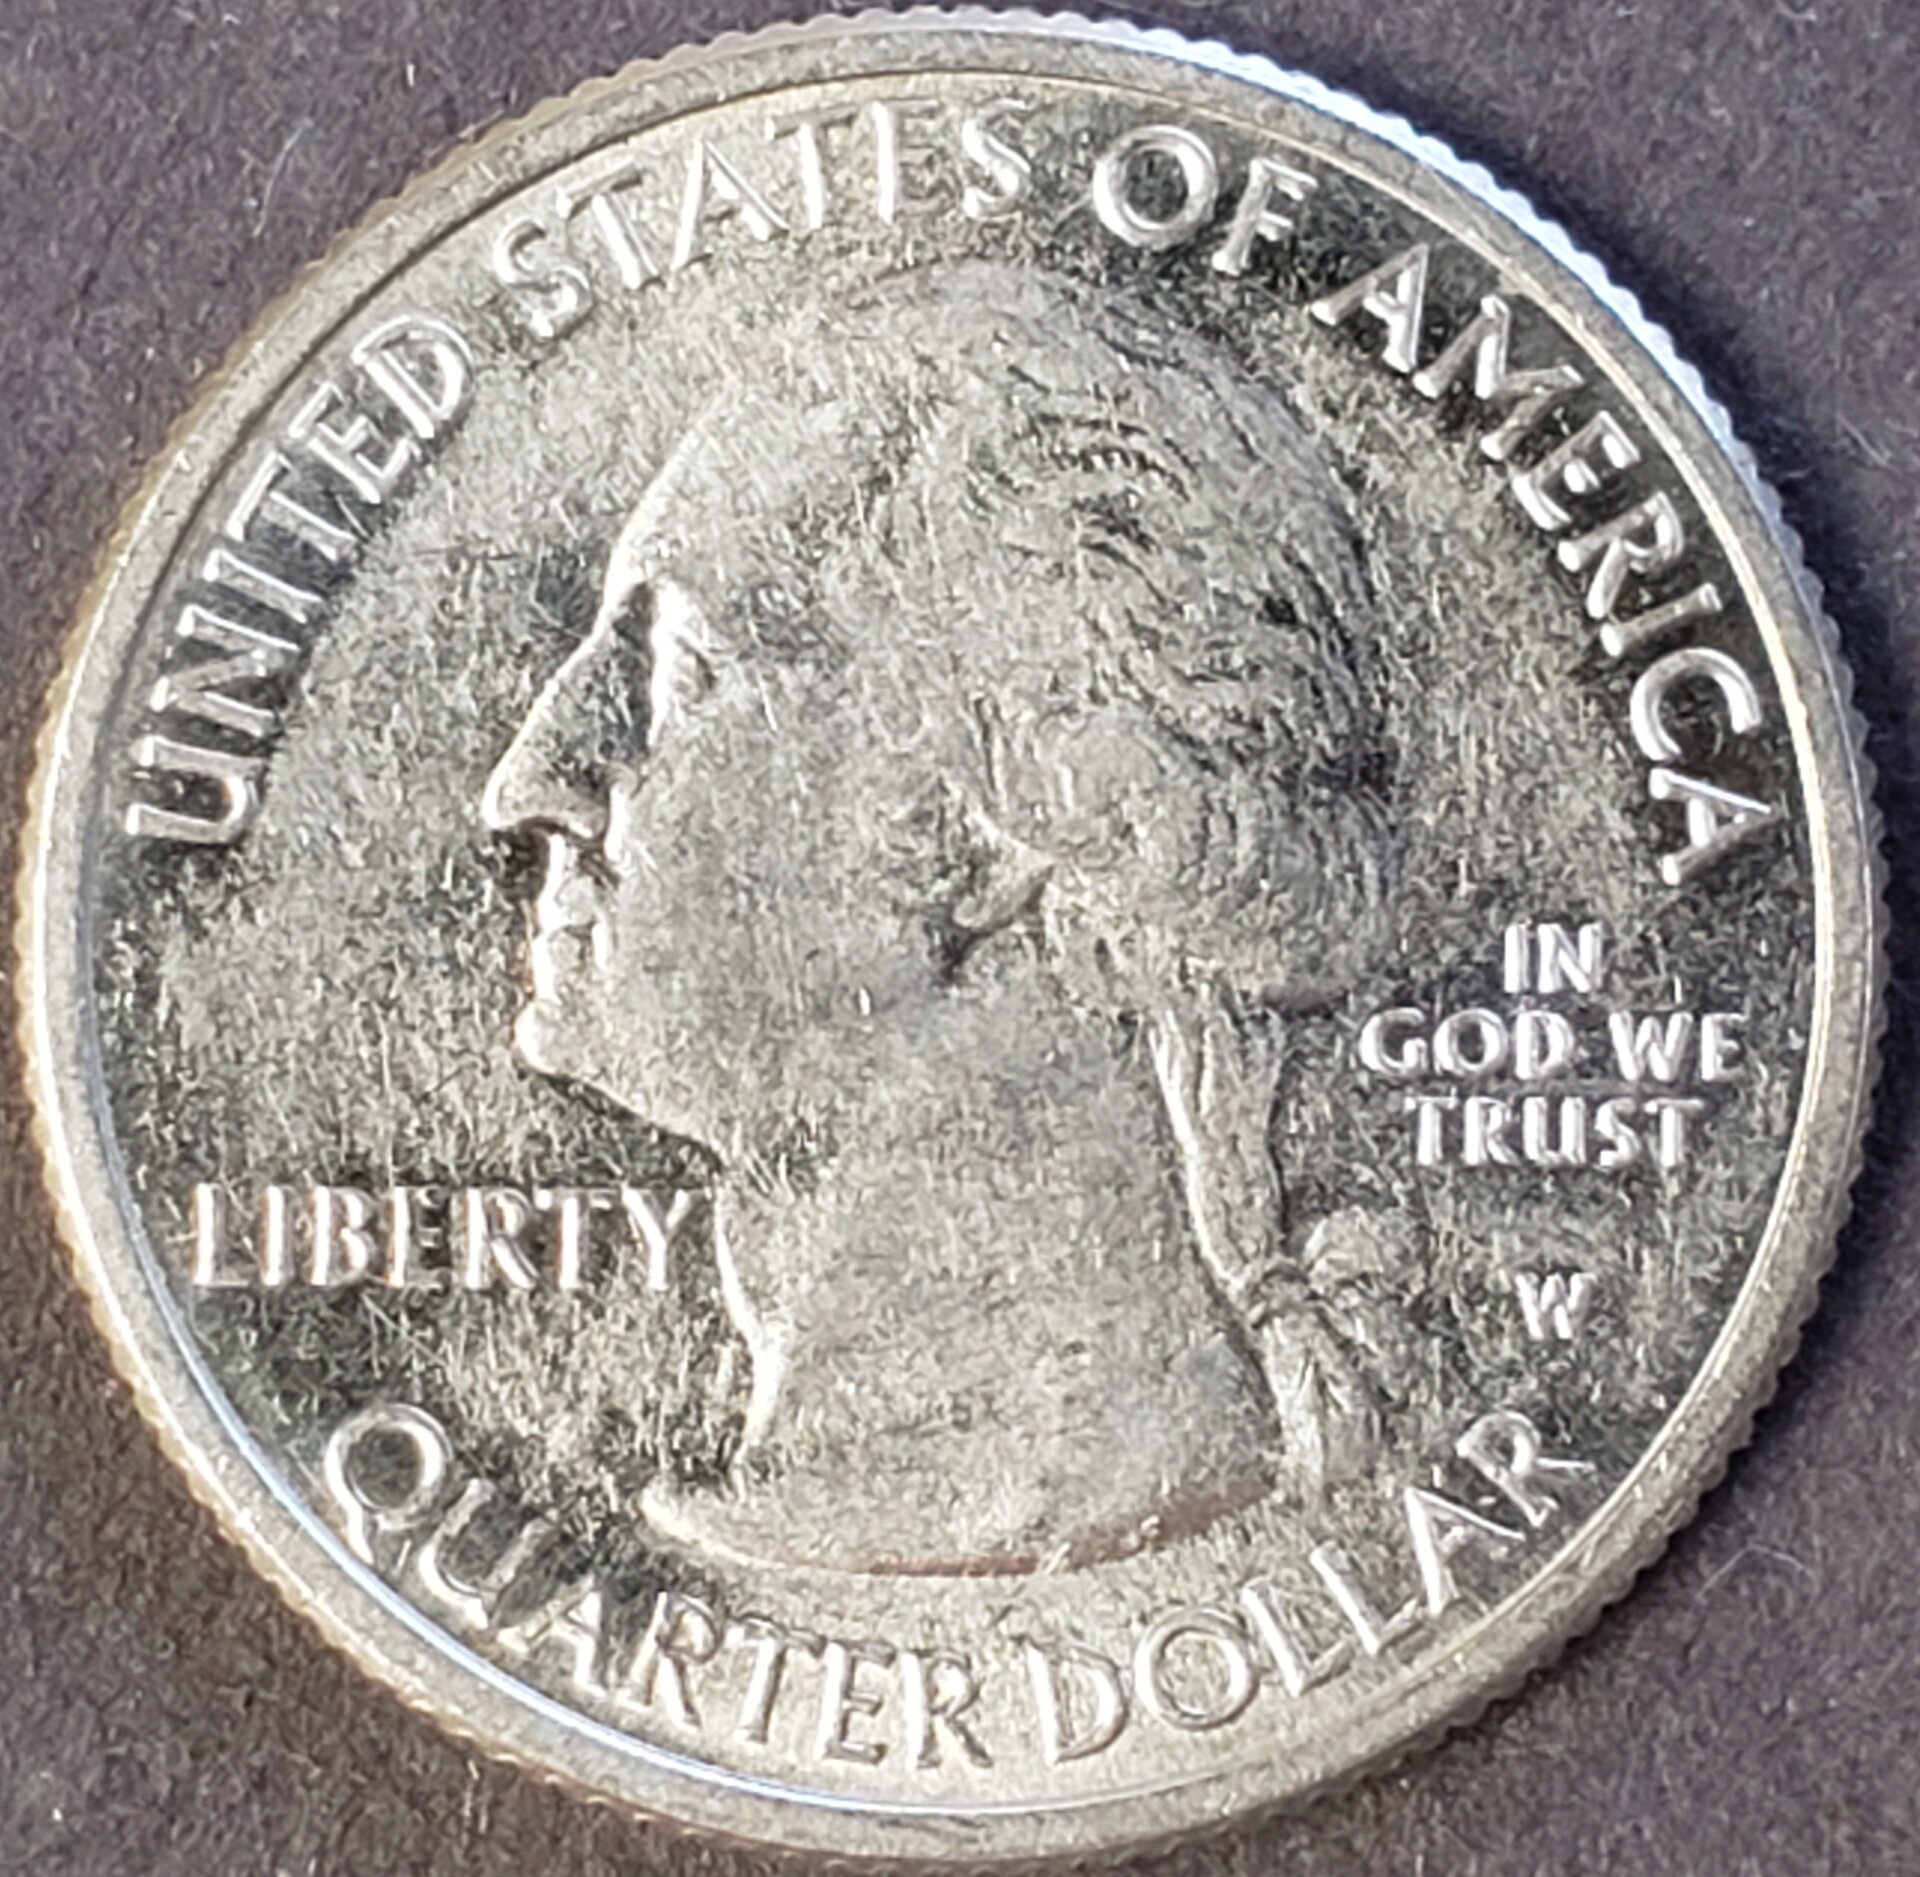 UNITED STATES OF AMERICA
IN
GOD WE
TRUST
LIBERTY
W
QUARTER DOLLAR